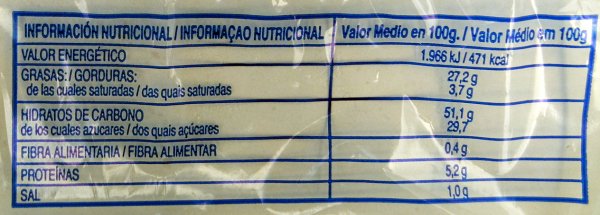 INFORMACIÓN NUTRICIONAL / INFORMAÇAO NUTRICIONAL Valor Medio en 100g. / Valor Médio em 100g
VALOR ENERGÉTICO 1.966 kJ / 471 kcal
GRASAS: / GORDURAS: 27,2 g
de las cuales saturadas / das quais saturadas 3,7 g
HIDRATOS DE CARBONO 51,1 g
de los cuales azucares / dos quais açúcares 29,7
FIBRA ALIMENTARIA / FIBRA ALIMENTAR 0,4 g
PROTEÍNAS 5,2 g
SAL 1,0 g